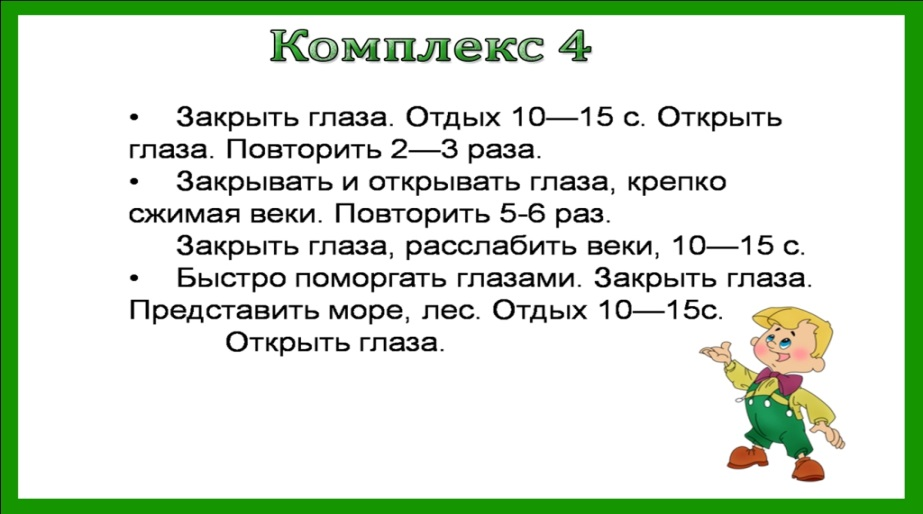 Комплекс 4
• Закрыть глаза. Отдых 10—15 с. Открыть
глаза. Повторить 2—3 раза.
• Закрывать и открывать глаза, крепко
сжимая веки. Повторить 5-6 раз.
Закрыть глаза, расслабить веки, 10—15 с.
• Быстро поморгать глазами. Закрыть глаза.
Представить море, лес. Отдых 10—15с.
Открыть глаза.